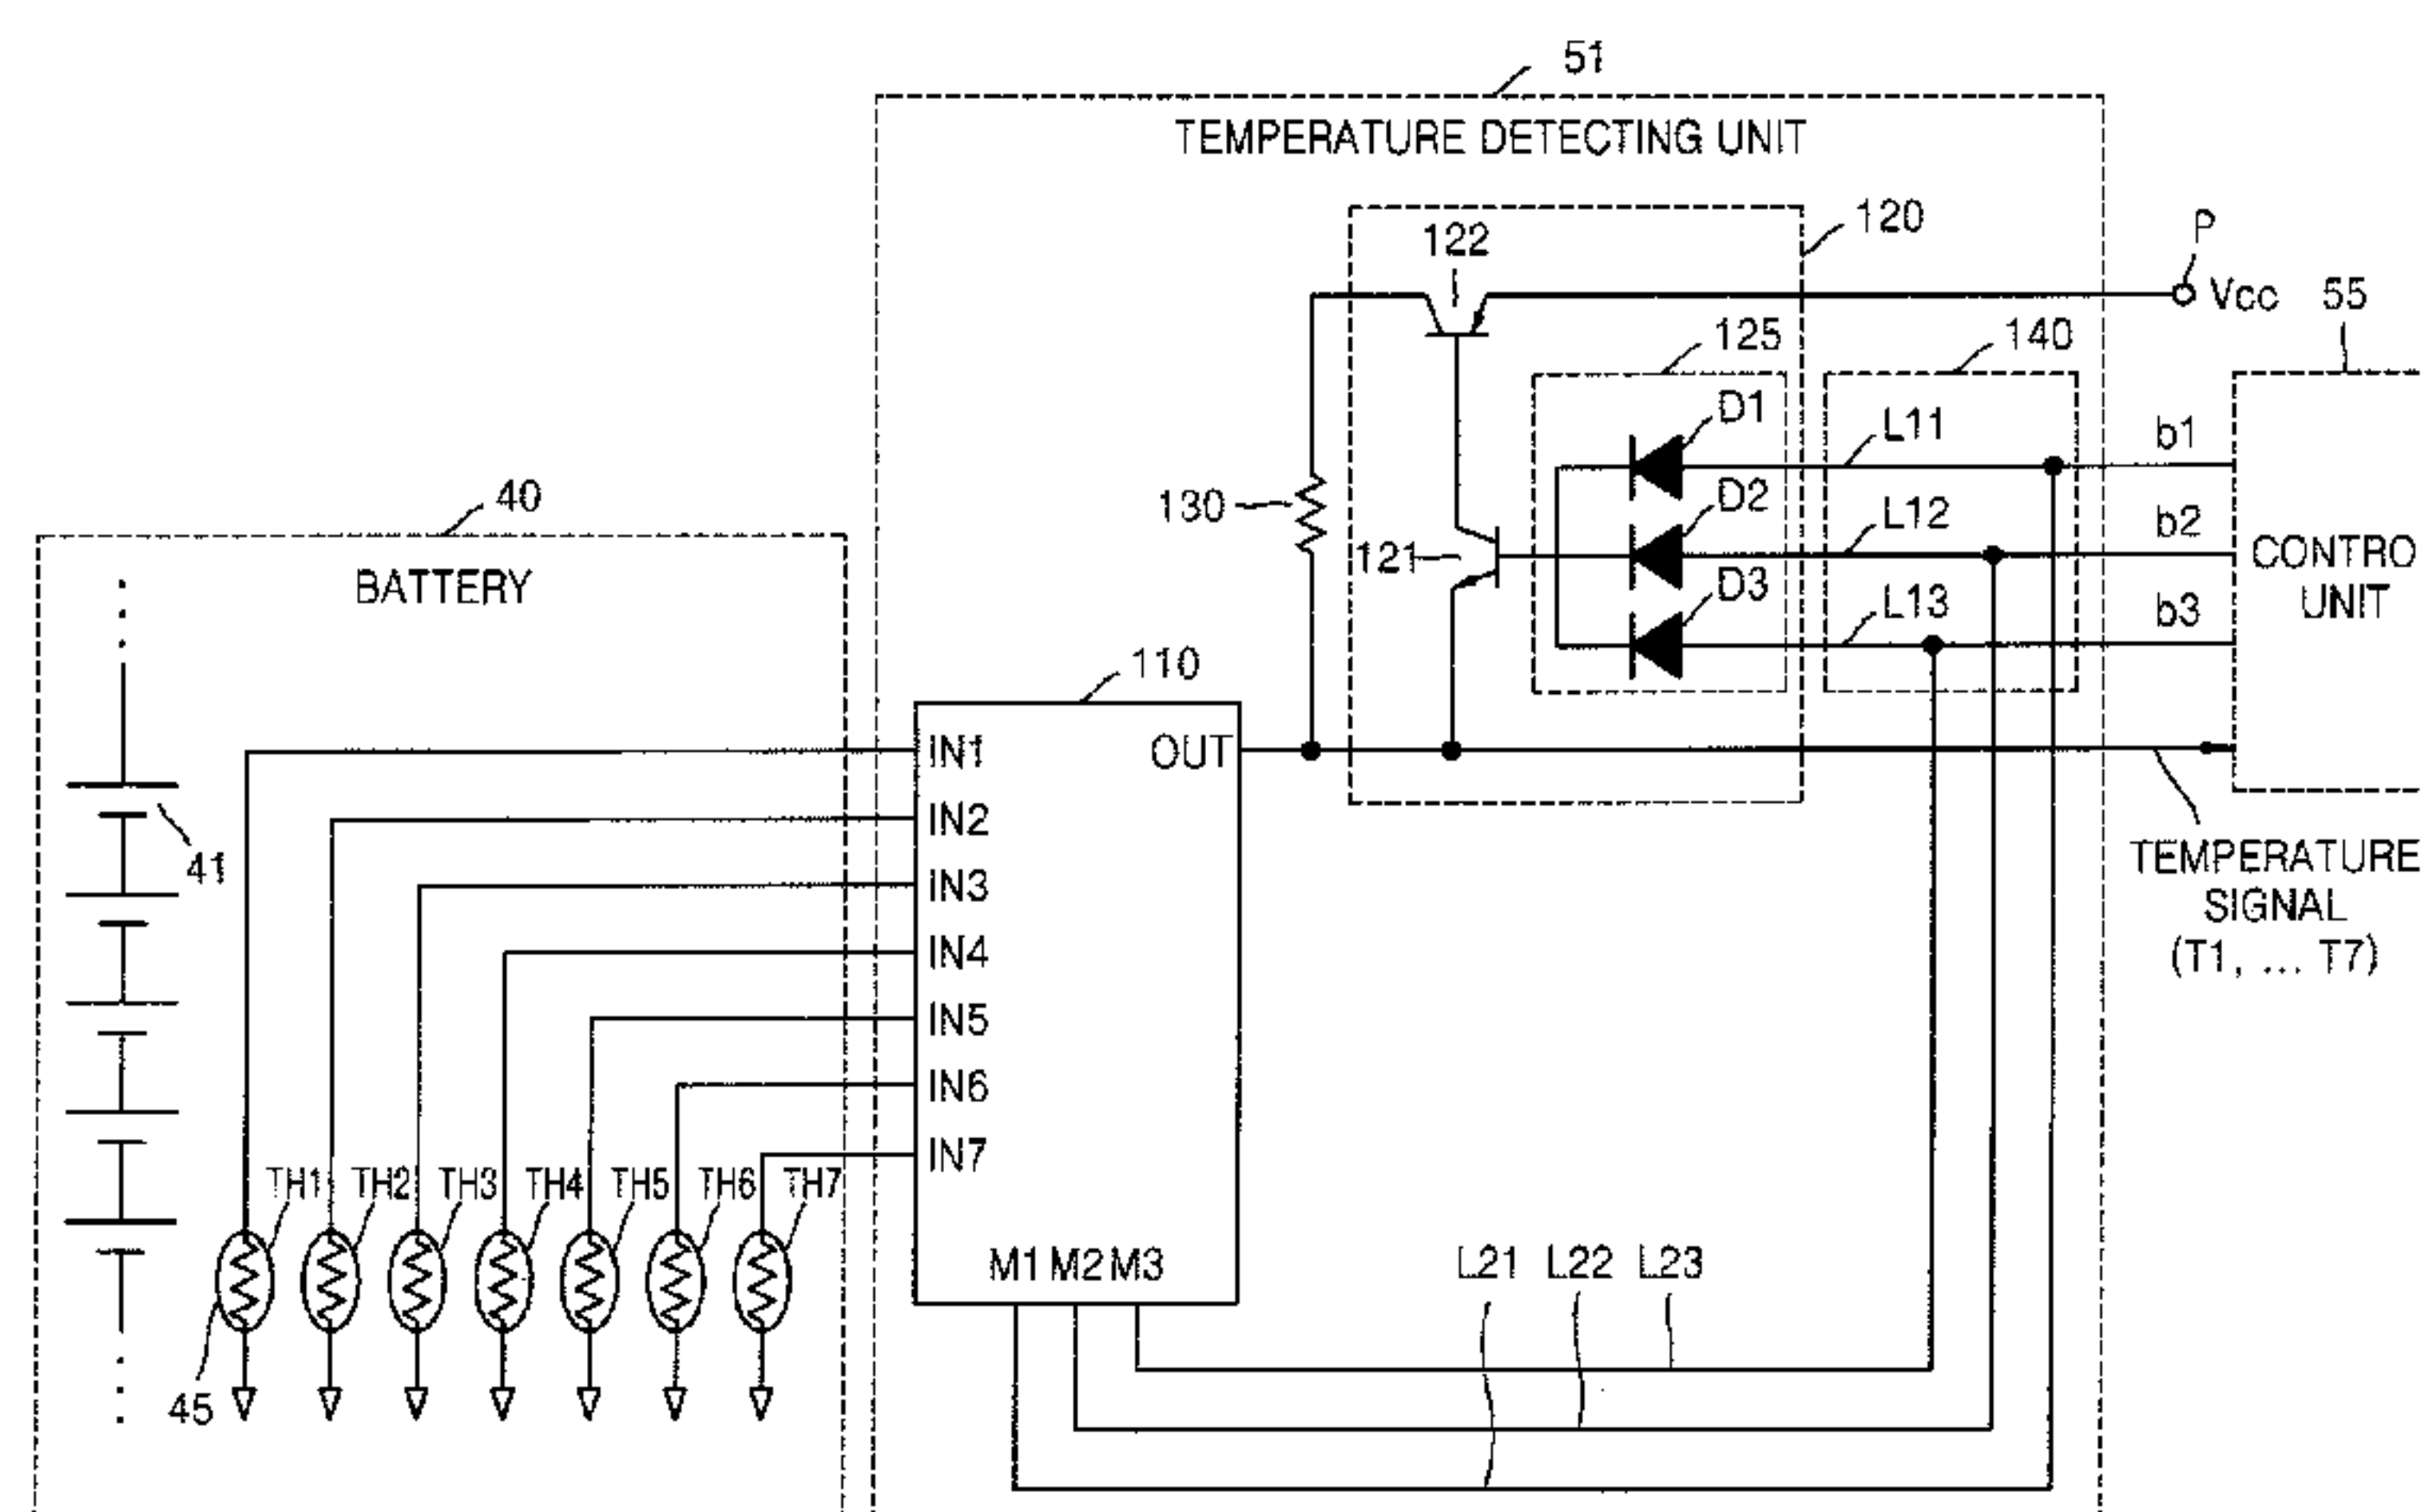 51
TEMPERATURE DETECTING UNIT
120
P
122
Vcc
55
125
140
D1
L11
b1
40
130
D2
L12
b2
BATTERY
121
CONTRO
UNIT
D3
L13
b3
110
IN1
OUT
IN2
41
IN3
TEMPERATURE
SIGNAL
(T1, ... T7)
IN4
IN5
IN6
IN7
TH1
TH2
TH3
TH4
TH5
TH6
TH7
M1 M2 M3
L21
L22
L23
45